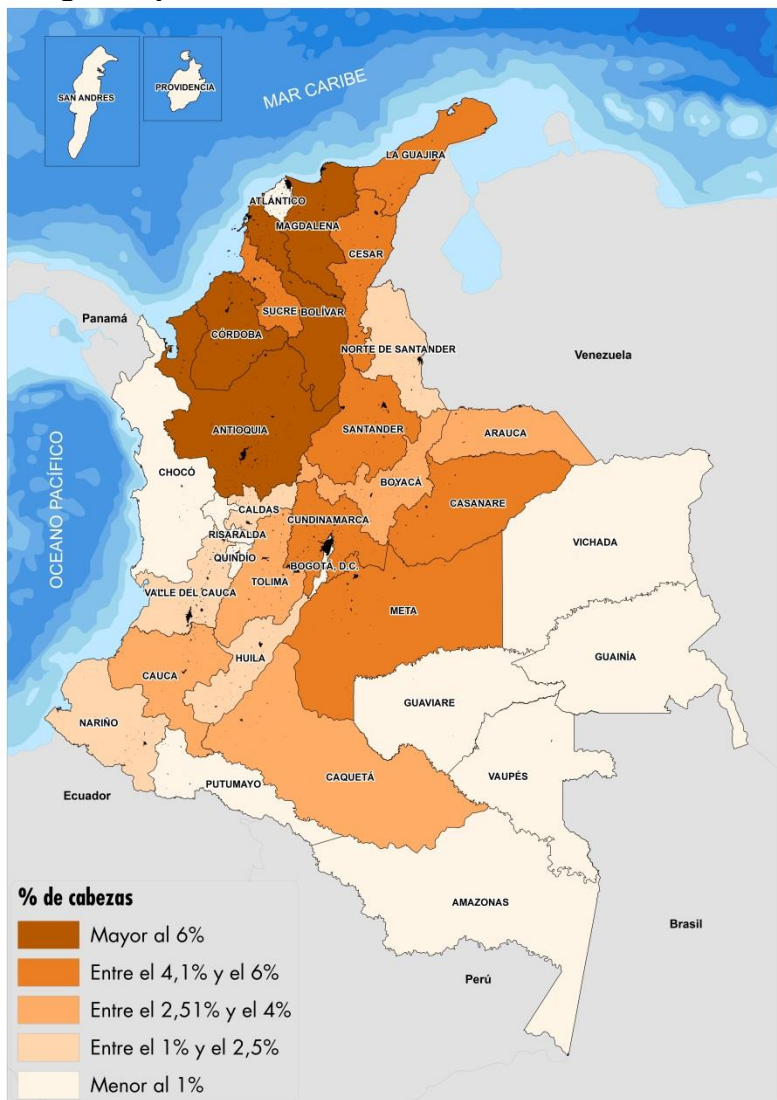 SAN ANDRES
PROVIDENCIA
MAR CARIBE
LA GUAJIRA
ATLÁNTICO
MAGDALENA
CESAR
SUCRE
BOLÍVAR
CÓRDOBA
Panamá
NORTE DE SANTANDER
Venezuela
ANTIOQUIA
SANTANDER
ARAUCA
OCEANO PACÍFICO
CHOCÓ
BOYACÁ
CASANARE
CALDAS
CUNDINAMARCA
RISARALDA
VICHADA
QUINDÍO
BOGOTÁ, D.C.
TOLIMA
VALLE DEL CAUCA
META
HUILA
GUAINÍA
CAUCA
GUAVIARE
NARIÑO
VAUPÉS
CAQUETÁ
PUTUMAYO
Ecuador
AMAZONAS
Brasil
Perú
% de cabezas
Mayor al 6%
Entre el 4,1% y el 6%
Entre el 2,51% y el 4%
Entre el 1% y el 2,5%
Menor al 1%